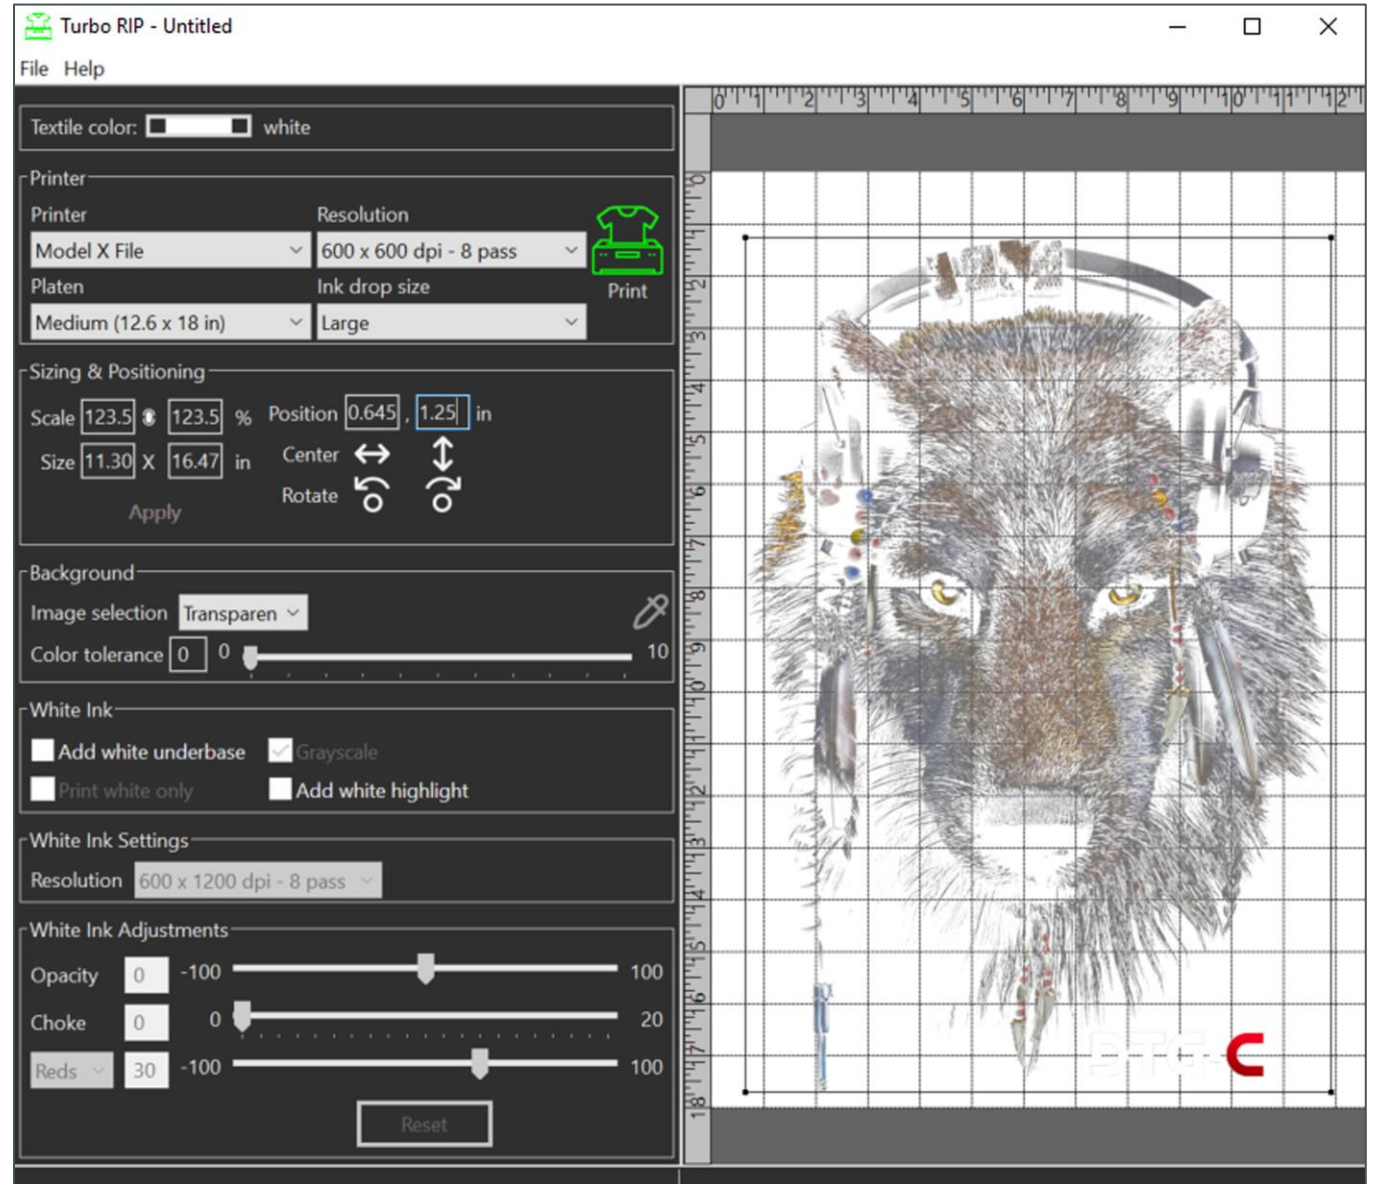 Turbo RIP - Untitled
File Help
Textile color: white
Printer
Printer Resolution
Model X File 600 x 600 dpi - 8 pass
Platen Ink drop size
Medium (12.6 x 18 in) Large
Print
Sizing & Positioning
Scale 123.5 123.5 % Position 0.645 , 1.25 in
Size 11.30 X 16.47 in Center
Rotate
Apply
Background
Image selection Transparen
Color tolerance 0 0 10
White Ink
Add white underbase Grayscale
Print white only Add white highlight
White Ink Settings
Resolution 600 x 1200 dpi - 8 pass
White Ink Adjustments
Opacity 0 -100 100
Choke 0 0 20
Reds 30 -100 100
Reset
0 1 2 3 4 5 6 7 8 9 10 11 12
0
1
2
3
4
5
6
7
8
9
10
11
12
13
14
15
16
17
18
DTG C